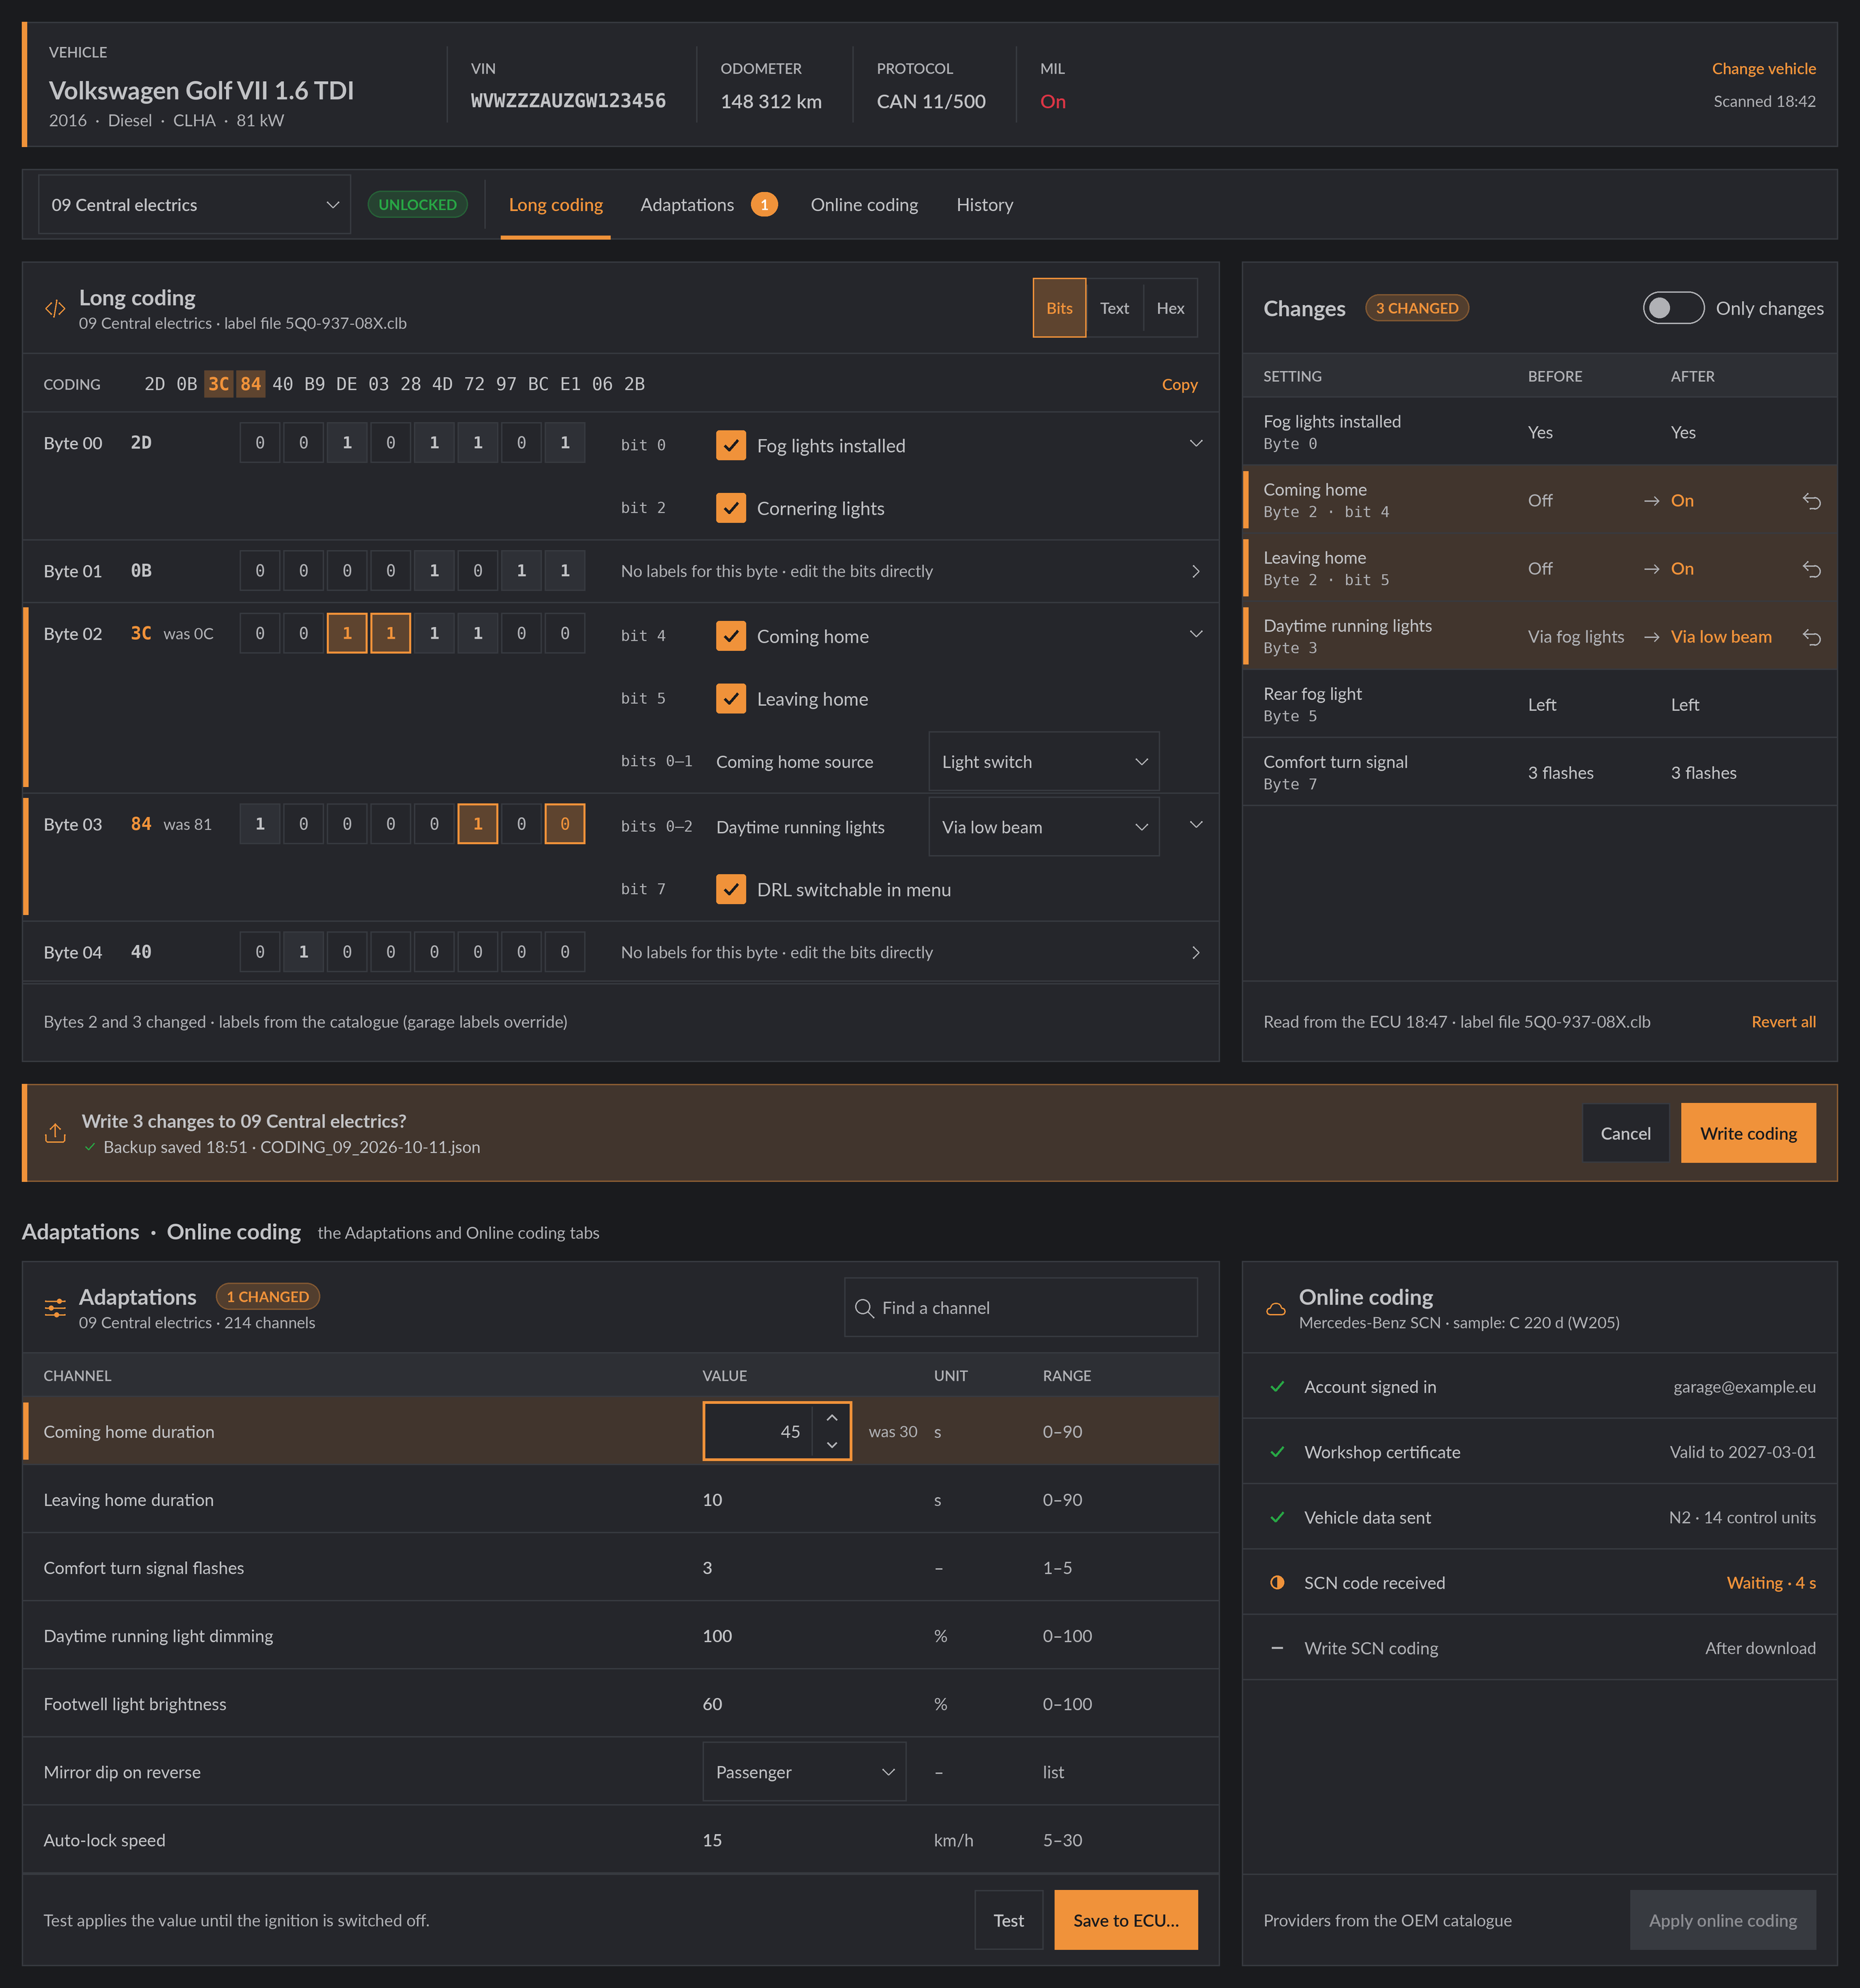 VEHICLE
Volkswagen Golf VII 1.6 TDI
2016 · Diesel · CLHA · 81 kW
VIN
WVWZZZAUZGW123456
ODOMETER
148 312 km
PROTOCOL
CAN 11/500
MIL
On
Change vehicle
Scanned 18:42
09 Central electrics
UNLOCKED
Long coding
Adaptations 1
Online coding
History
Long coding
09 Central electrics · label file 5Q0-937-08X.clb
Bits Text Hex
CODING 2D 0B 3C 84 40 B9 DE 03 28 4D 72 97 BC E1 06 2B Copy
Byte 00 2D 0 0 1 0 1 1 0 1 bit 0 Fog lights installed
bit 2 Cornering lights
Byte 01 0B 0 0 0 0 1 0 1 1 No labels for this byte · edit the bits directly
Byte 02 3C was 0C 0 0 1 1 1 1 0 0 bit 4 Coming home
bit 5 Leaving home
bits 0–1 Coming home source Light switch
Byte 03 84 was 81 1 0 0 0 0 1 0 0 bits 0–2 Daytime running lights Via low beam
bit 7 DRL switchable in menu
Byte 04 40 0 1 0 0 0 0 0 0 No labels for this byte · edit the bits directly
Bytes 2 and 3 changed · labels from the catalogue (garage labels override)
Changes 3 CHANGED Only changes
SETTING BEFORE AFTER
Fog lights installed
Byte 0
Yes Yes
Coming home
Byte 2 · bit 4
Off → On
Leaving home
Byte 2 · bit 5
Off → On
Daytime running lights
Byte 3
Via fog lights → Via low beam
Rear fog light
Byte 5
Left Left
Comfort turn signal
Byte 7
3 flashes 3 flashes
Read from the ECU 18:47 · label file 5Q0-937-08X.clb Revert all
Write 3 changes to 09 Central electrics?
Backup saved 18:51 · CODING_09_2026-10-11.json
Cancel Write coding
Adaptations · Online coding the Adaptations and Online coding tabs
Adaptations 1 CHANGED
09 Central electrics · 214 channels
Find a channel
CHANNEL VALUE UNIT RANGE
Coming home duration 45 was 30 s 0–90
Leaving home duration 10 s 0–90
Comfort turn signal flashes 3 – 1–5
Daytime running light dimming 100 % 0–100
Footwell light brightness 60 % 0–100
Mirror dip on reverse Passenger – list
Auto-lock speed 15 km/h 5–30
Test applies the value until the ignition is switched off.
Test Save to ECU...
Online coding
Mercedes-Benz SCN · sample: C 220 d (W205)
Account signed in garage@example.eu
Workshop certificate Valid to 2027-03-01
Vehicle data sent N2 · 14 control units
SCN code received Waiting · 4 s
Write SCN coding After download
Providers from the OEM catalogue Apply online coding